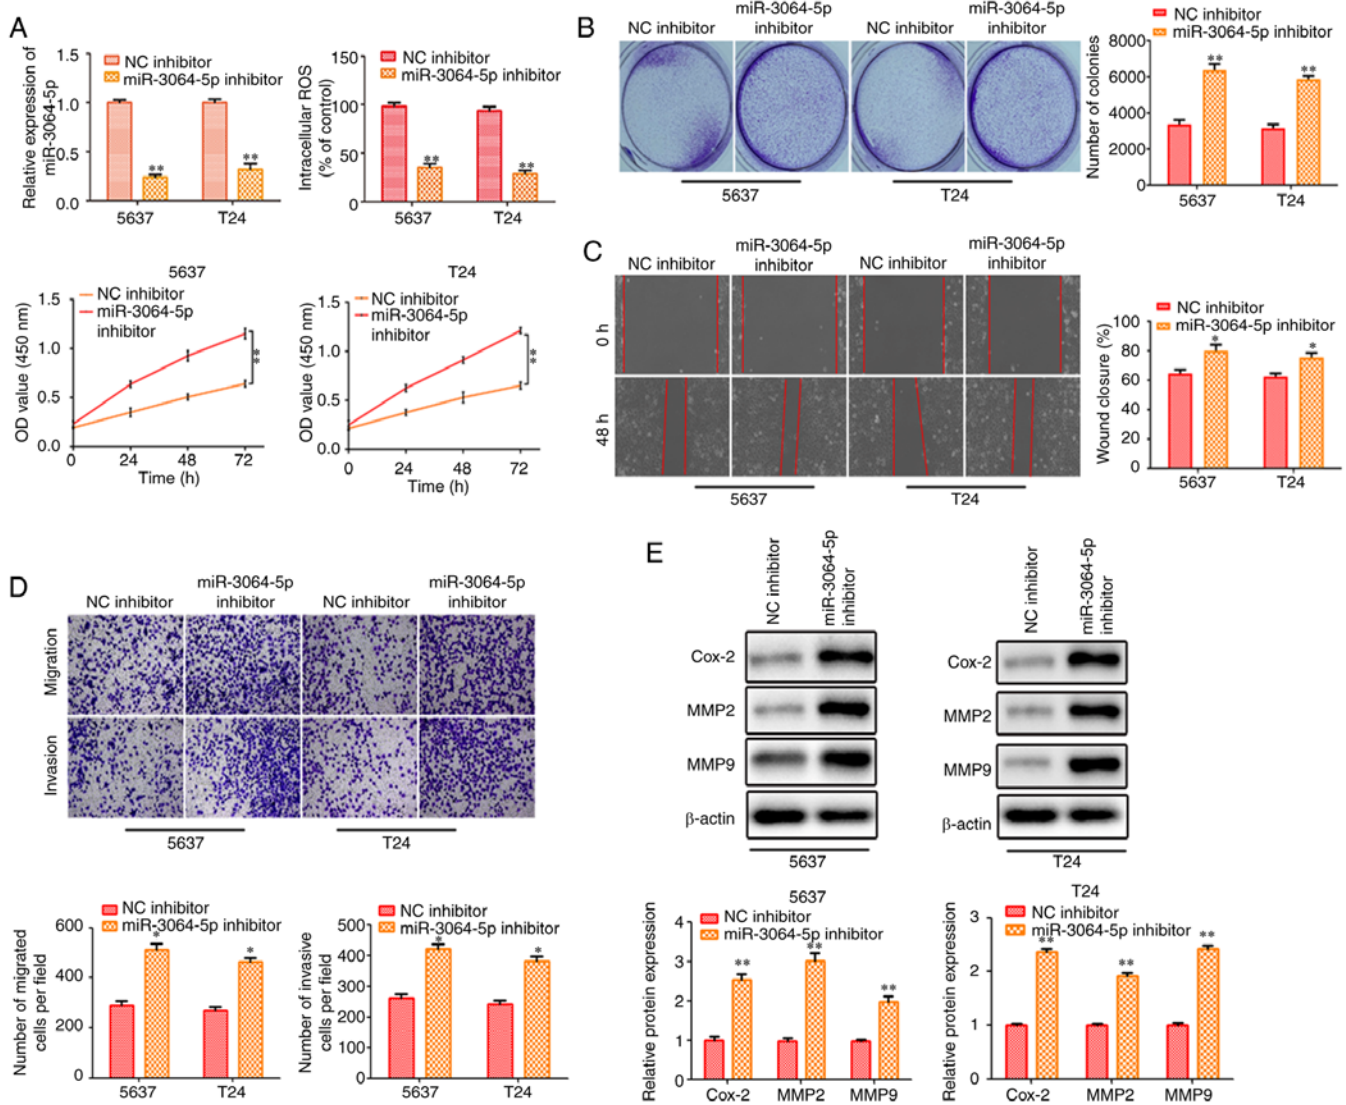 A
Relative expression of
miR-3064-5p
1.5
1.0
0.5
0.0
NC inhibitor
miR-3064-5p inhibitor
**
**
5637
T24
Intracellular ROS
(% of control)
150
100
50
0
NC inhibitor
miR-3064-5p inhibitor
**
**
5637
T24
5637
OD value (450 nm)
1.5
1.0
0.5
0.0
NC inhibitor
miR-3064-5p
inhibitor
**
0
24
48
72
Time (h)
T24
OD value (450 nm)
1.5
1.0
0.5
0.0
NC inhibitor
miR-3064-5p
inhibitor
**
0
24
48
72
Time (h)
B
NC inhibitor
miR-3064-5p
inhibitor
NC inhibitor
miR-3064-5p
inhibitor
5637
T24
Number of colonies
8000
6000
4000
2000
0
NC inhibitor
miR-3064-5p inhibitor
**
**
5637
T24
C
NC inhibitor
miR-3064-5p
inhibitor
NC inhibitor
miR-3064-5p
inhibitor
0 h
48 h
5637
T24
Wound closure (%)
100
80
60
40
20
0
NC inhibitor
miR-3064-5p inhibitor
*
*
5637
T24
D
NC inhibitor
miR-3064-5p
inhibitor
NC inhibitor
miR-3064-5p
inhibitor
Migration
Invasion
5637
T24
Number of migrated
cells per field
600
400
200
0
NC inhibitor
miR-3064-5p inhibitor
*
*
5637
T24
Number of invasive
cells per field
500
400
300
200
100
0
NC inhibitor
miR-3064-5p inhibitor
*
*
5637
T24
E
NC inhibitor
miR-3064-5p
inhibitor
Cox-2
MMP2
MMP9
β-actin
5637
NC inhibitor
miR-3064-5p
inhibitor
Cox-2
MMP2
MMP9
β-actin
T24
5637
Relative protein expression
4
3
2
1
0
NC inhibitor
miR-3064-5p inhibitor
**
**
**
Cox-2
MMP2
MMP9
T24
Relative protein expression
3
2
1
0
NC inhibitor
miR-3064-5p inhibitor
**
**
**
Cox-2
MMP2
MMP9